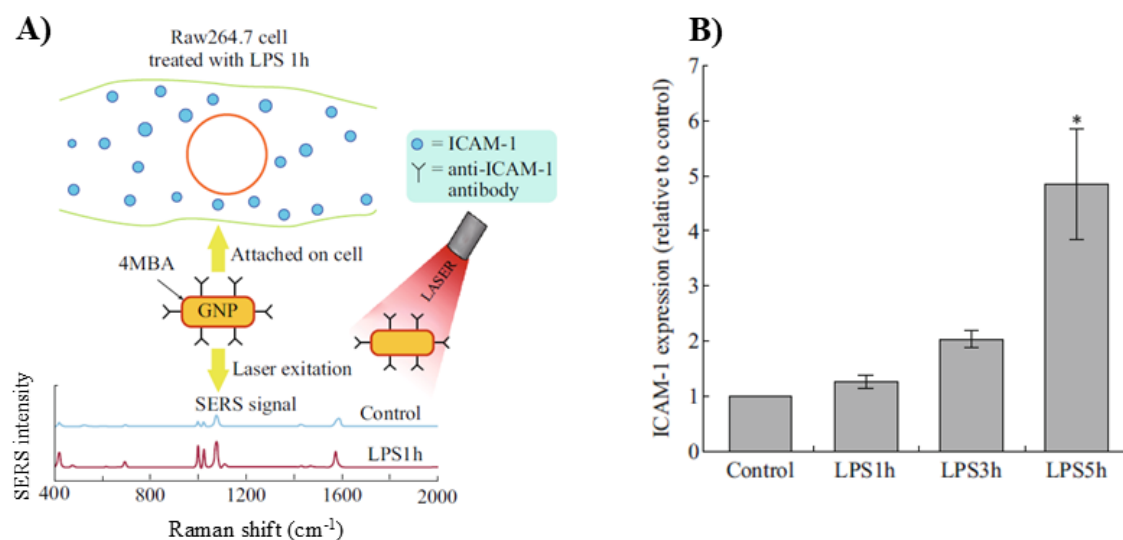 A)
Raw264.7 cell
treated with LPS 1h
= ICAM-1
= anti-ICAM-1
antibody
Attached on cell
4MBA
GNP
LASER
Laser exitation
SERS signal
Control
LPS1h
SERS intensity
400 800 1200 1600 2000
Raman shift (cm-1)
B)
ICAM-1 expression (relative to control)
7
6
5
4
3
2
1
0
*
Control LPS1h LPS3h LPS5h